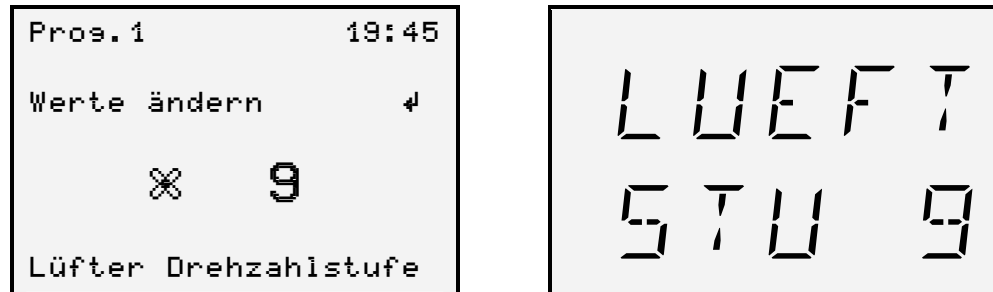 Prog.1 19:45
Werte ändern ↲
9
Lüfter Drehzahlstufe
LUEFT
STU 9